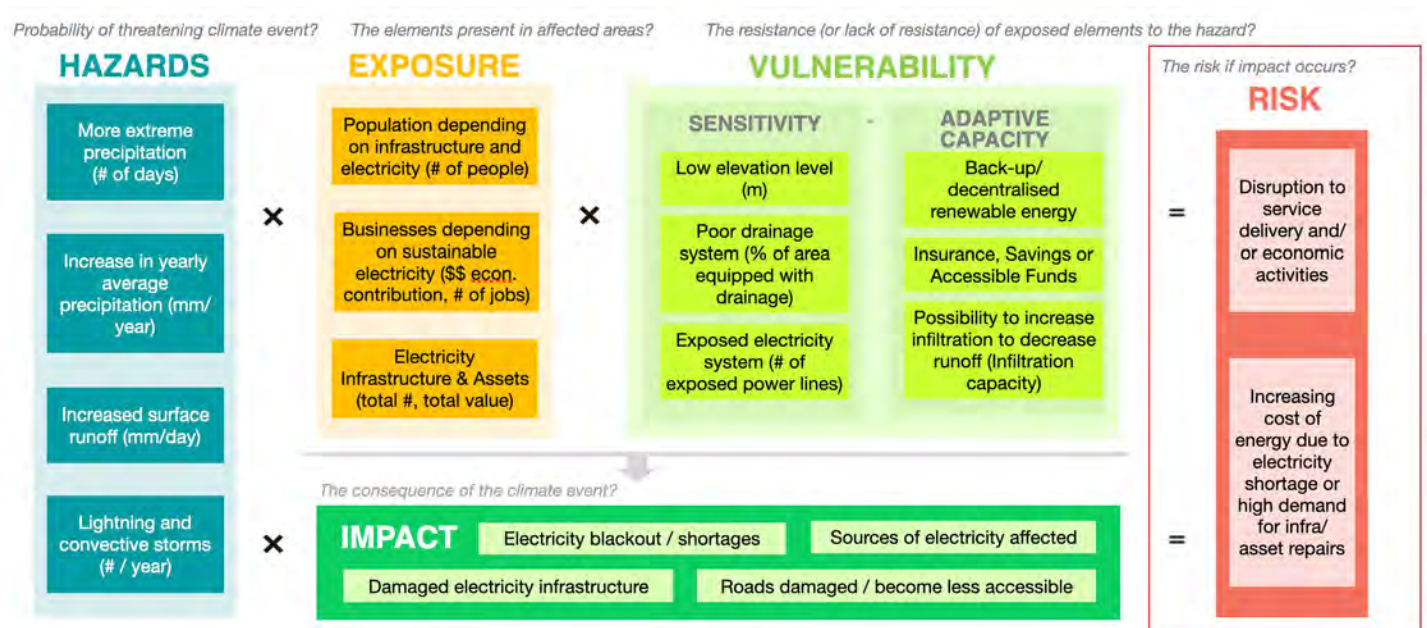 Probability of threatening climate event?
HAZARDS
More extreme
precipitation
(# of days)
Increase in yearly
average
precipitation (mm/
year)
Increased surface
runoff (mm/day)
Lightning and
convective storms
(# / year)
×
×
The elements present in affected areas?
EXPOSURE
Population depending
on infrastructure and
electricity (# of people)
Businesses depending
on sustainable
electricity ($$ econ.
contribution, # of jobs)
Electricity
Infrastructure & Assets
(total #, total value)
×
The resistance (or lack of resistance) of exposed elements to the hazard?
VULNERABILITY
SENSITIVITY
Low elevation level
(m)
Poor drainage
system (% of area
equipped with
drainage)
Exposed electricity
system (# of
exposed power lines)
-
ADAPTIVE
CAPACITY
Back-up/
decentralised
renewable energy
Insurance, Savings or
Accessible Funds
Possibility to increase
infiltration to decrease
runoff (Infiltration
capacity)
The consequence of the climate event?
IMPACT
Electricity blackout / shortages
Sources of electricity affected
Damaged electricity infrastructure
Roads damaged / become less accessible
=
=
The risk if impact occurs?
RISK
Disruption to
service
delivery and/
or economic
activities
Increasing
cost of
energy due to
electricity
shortage or
high demand
for infra/
asset repairs